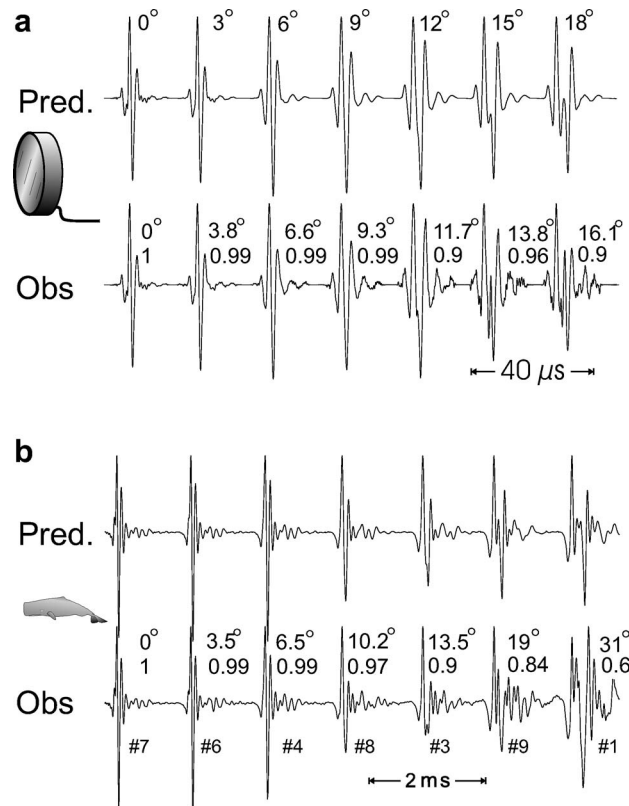 a
0° 3° 6° 9° 12° 15° 18°
Pred.
0° 3.8° 6.6° 9.3° 11.7° 13.8° 16.1°
1 0.99 0.99 0.99 0.9 0.96 0.9
Obs
40 µs
b
Pred.
0° 3.5° 6.5° 10.2° 13.5° 19° 31°
1 0.99 0.99 0.97 0.9 0.84 0.6
Obs
#7 #6 #4 #8 #3 #9 #1
2 ms